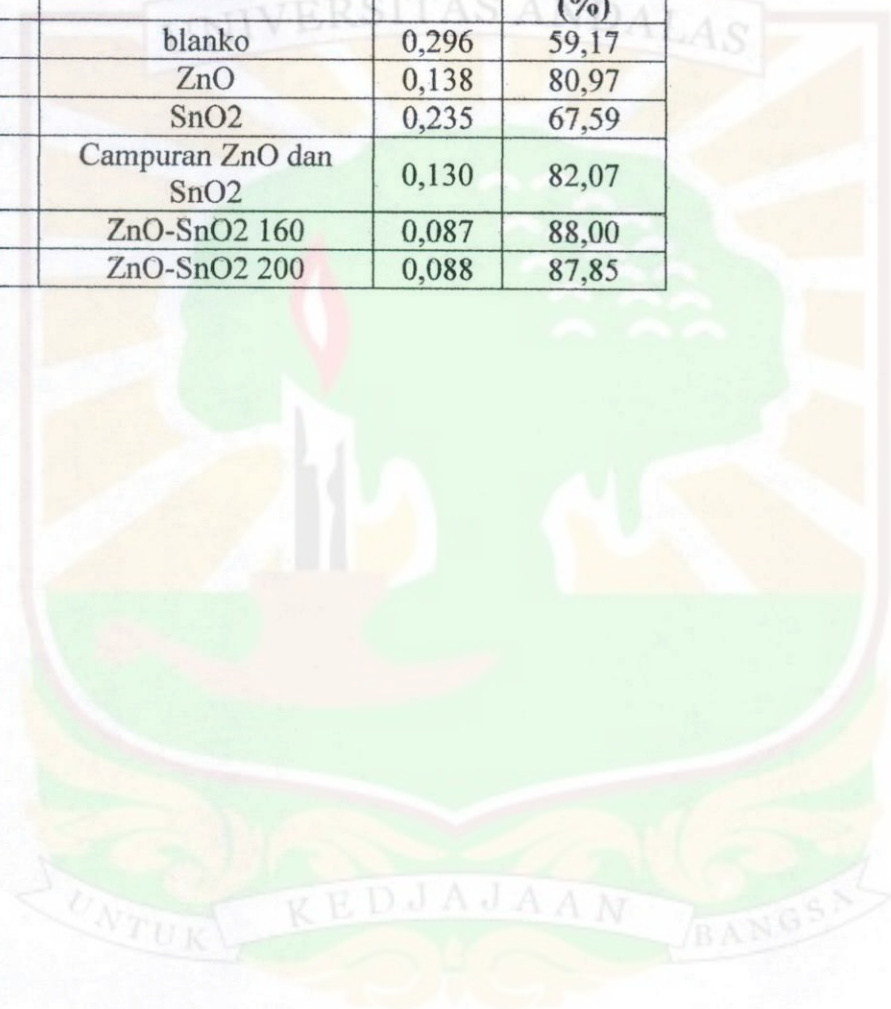 (%)
UNIVERSITAS ANDALAS
blanko 0,296 59,17
ZnO 0,138 80,97
SnO2 0,235 67,59
Campuran ZnO dan
SnO2 0,130 82,07
ZnO-SnO2 160 0,087 88,00
ZnO-SnO2 200 0,088 87,85
UNTUK KEDJAJAAN BANGSA